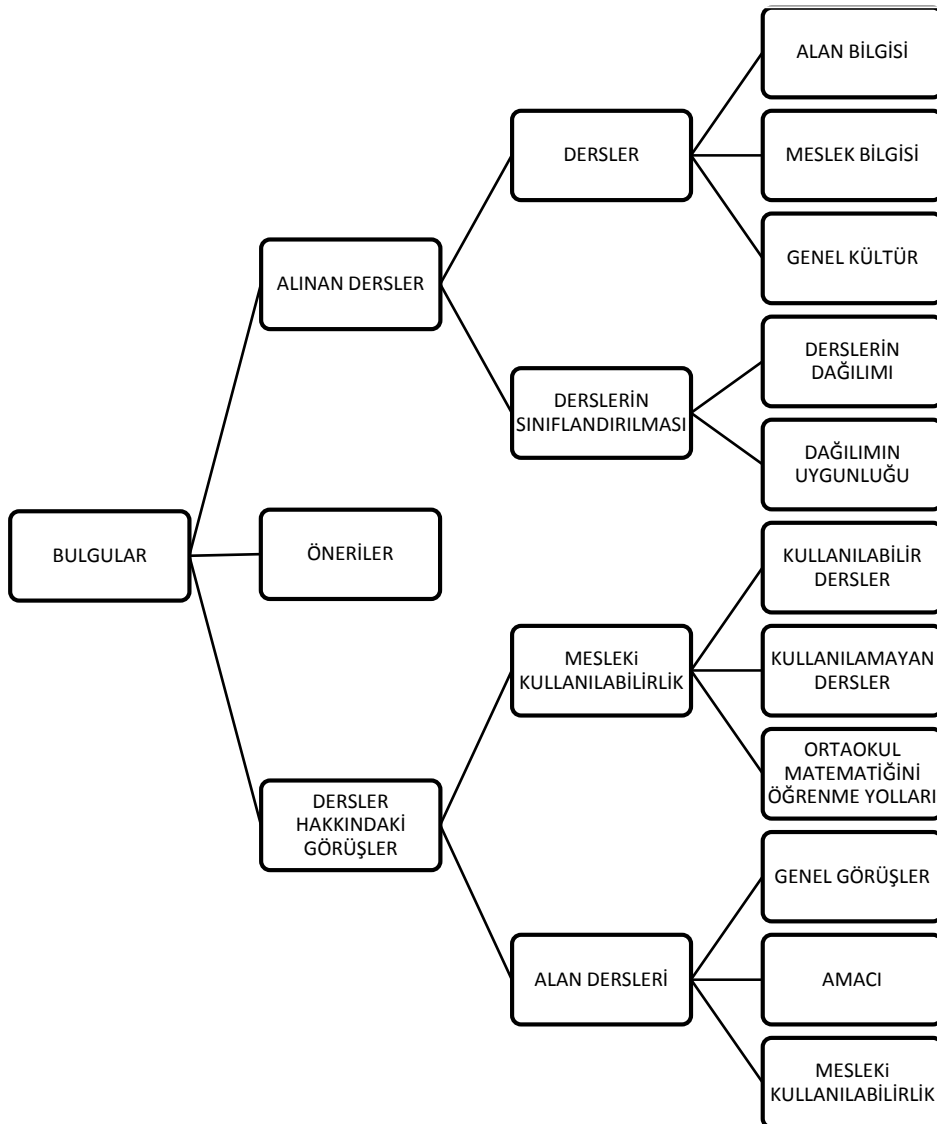 BULGULAR
ALINAN DERSLER
DERSLER
ALAN BİLGİSİ
MESLEK BİLGİSİ
GENEL KÜLTÜR
DERSLERİN
SINIFLANDIRILMASI
DERSLERİN
DAĞILIMI
DAĞILIMIN
UYGUNLUĞU
ÖNERİLER
DERSLER
HAKKINDAKİ
GÖRÜŞLER
MESLEKi
KULLANILABİLİRLİK
KULLANILABİLİR
DERSLER
KULLANILAMAYAN
DERSLER
ORTAOKUL
MATEMATİĞİNİ
ÖĞRENME YOLLARI
ALAN DERSLERİ
GENEL GÖRÜŞLER
AMACI
MESLEKi
KULLANILABİLİRLİK